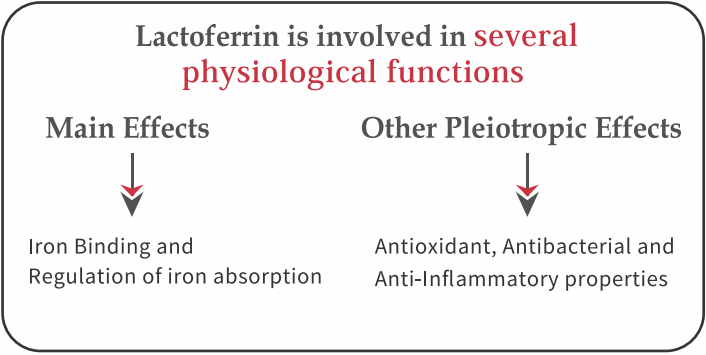 Lactoferrin is involved in several
physiological functions
Main Effects
Other Pleiotropic Effects
Iron Binding and
Regulation of iron absorption
Antioxidant, Antibacterial and
Anti-Inflammatory properties